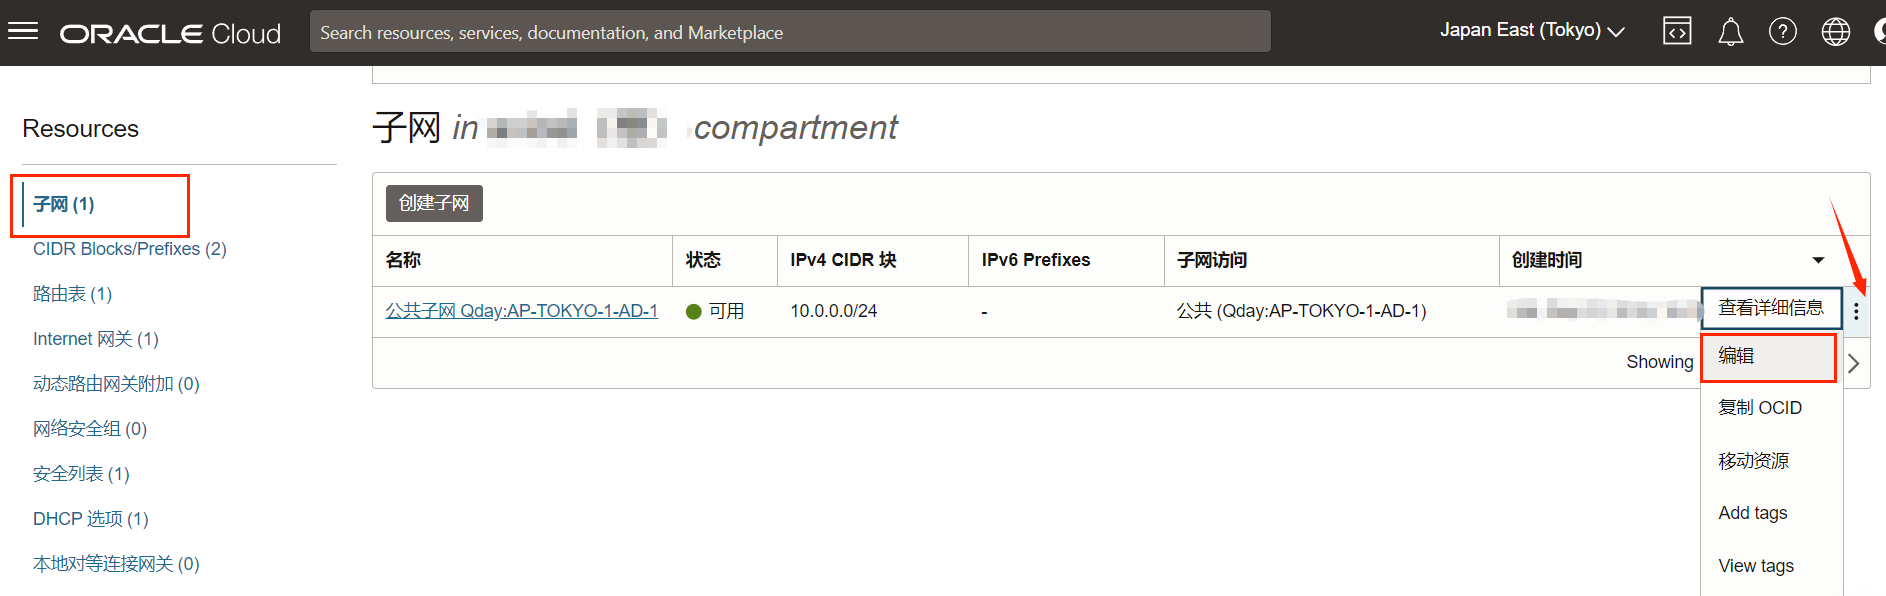 ORACLE Cloud
Search resources, services, documentation, and Marketplace
Japan East (Tokyo)
Resources
子网 (1)
CIDR Blocks/Prefixes (2)
路由表 (1)
Internet 网关 (1)
动态路由网关附加 (0)
网络安全组 (0)
安全列表 (1)
DHCP 选项 (1)
本地对等连接网关 (0)
子网 in compartment
创建子网
名称 状态 IPv4 CIDR 块 IPv6 Prefixes 子网访问 创建时间
公共子网 Qday:AP-TOKYO-1-AD-1 可用 10.0.0.0/24 - 公共 (Qday:AP-TOKYO-1-AD-1)
Showing
查看详细信息
编辑
复制 OCID
移动资源
Add tags
View tags